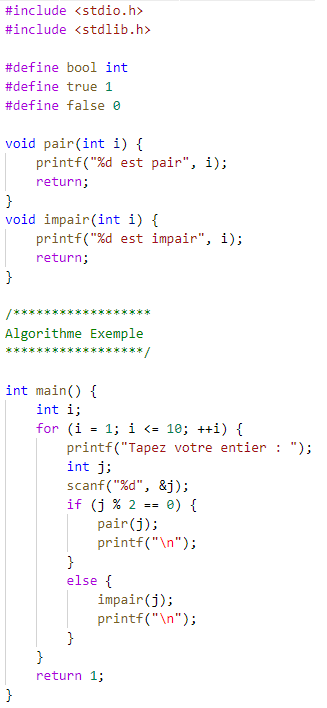 #include <stdio.h>
#include <stdlib.h>

#define bool int
#define true 1
#define false 0

void pair(int i) {
    printf("%d est pair", i);
    return;
}
void impair(int i) {
    printf("%d est impair", i);
    return;
}

/******************
Algorithme Exemple
******************/

int main() {
    int i;
    for (i = 1; i <= 10; ++i) {
        printf("Tapez votre entier : ");
        int j;
        scanf("%d", &j);
        if (j % 2 == 0) {
            pair(j);
            printf("\n");
        }
        else {
            impair(j);
            printf("\n");
        }
    }
    return 1;
}